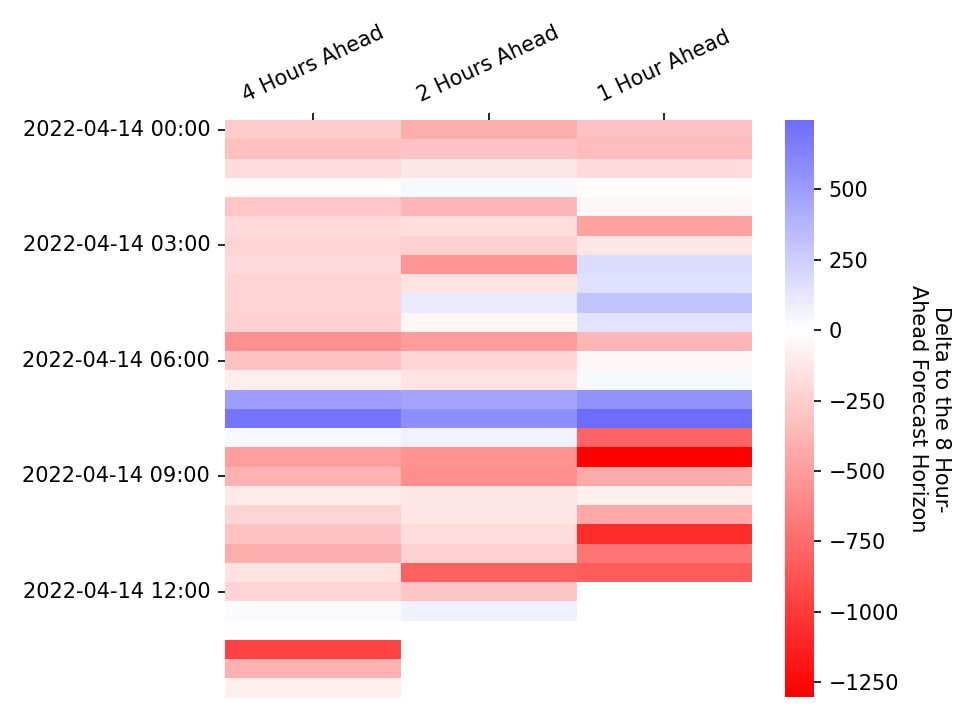 4 Hours Ahead
2 Hours Ahead
1 Hour Ahead
2022-04-14 00:00
2022-04-14 03:00
2022-04-14 06:00
2022-04-14 09:00
2022-04-14 12:00
500
250
0
−250
−500
−750
−1000
−1250
Delta to the 8 Hour-
Ahead Forecast Horizon